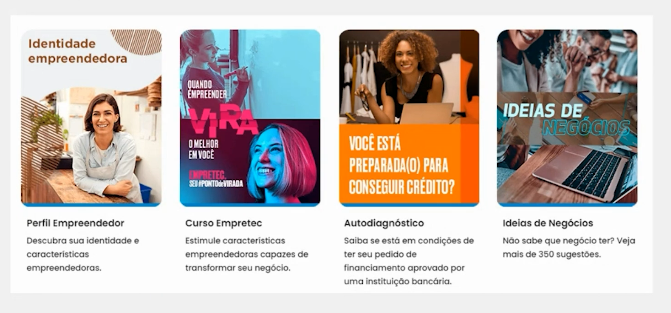 Identidade
empreendedora
QUANDO
EMPREENDER
VIRA
O MELHOR
EM VOCÊ
EMPRETEC.
SEU#PONTOdeVIRADA
VOCÊ ESTÁ
PREPARADA(O) PARA
CONSEGUIR CRÉDITO?
IDEIAS DE
NEGÓCIOS
Perfil Empreendedor
Descubra sua identidade e
características
empreendedoras.
Curso Empretec
Estimule características
empreendedoras capazes de
transformar seu negócio.
Autodiagnóstico
Saiba se está em condições de
ter seu pedido de
financiamento aprovado por
uma instituição bancária.
Ideias de Negócios
Não sabe que negócio ter? Veja
mais de 350 sugestões.